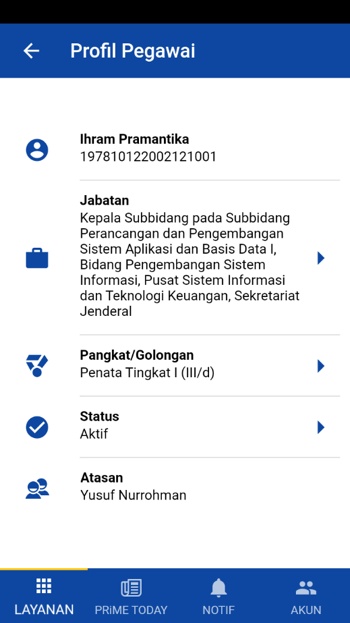 Profil Pegawai
Ihram Pramantika
197810122002121001
Jabatan
Kepala Subbidang pada Subbidang
Perancangan dan Pengembangan
Sistem Aplikasi dan Basis Data I,
Bidang Pengembangan Sistem
Informasi, Pusat Sistem Informasi
dan Teknologi Keuangan, Sekretariat
Jenderal
Pangkat/Golongan
Penata Tingkat I (III/d)
Status
Aktif
Atasan
Yusuf Nurrohman
LAYANAN
PRiME TODAY
NOTIF
AKUN